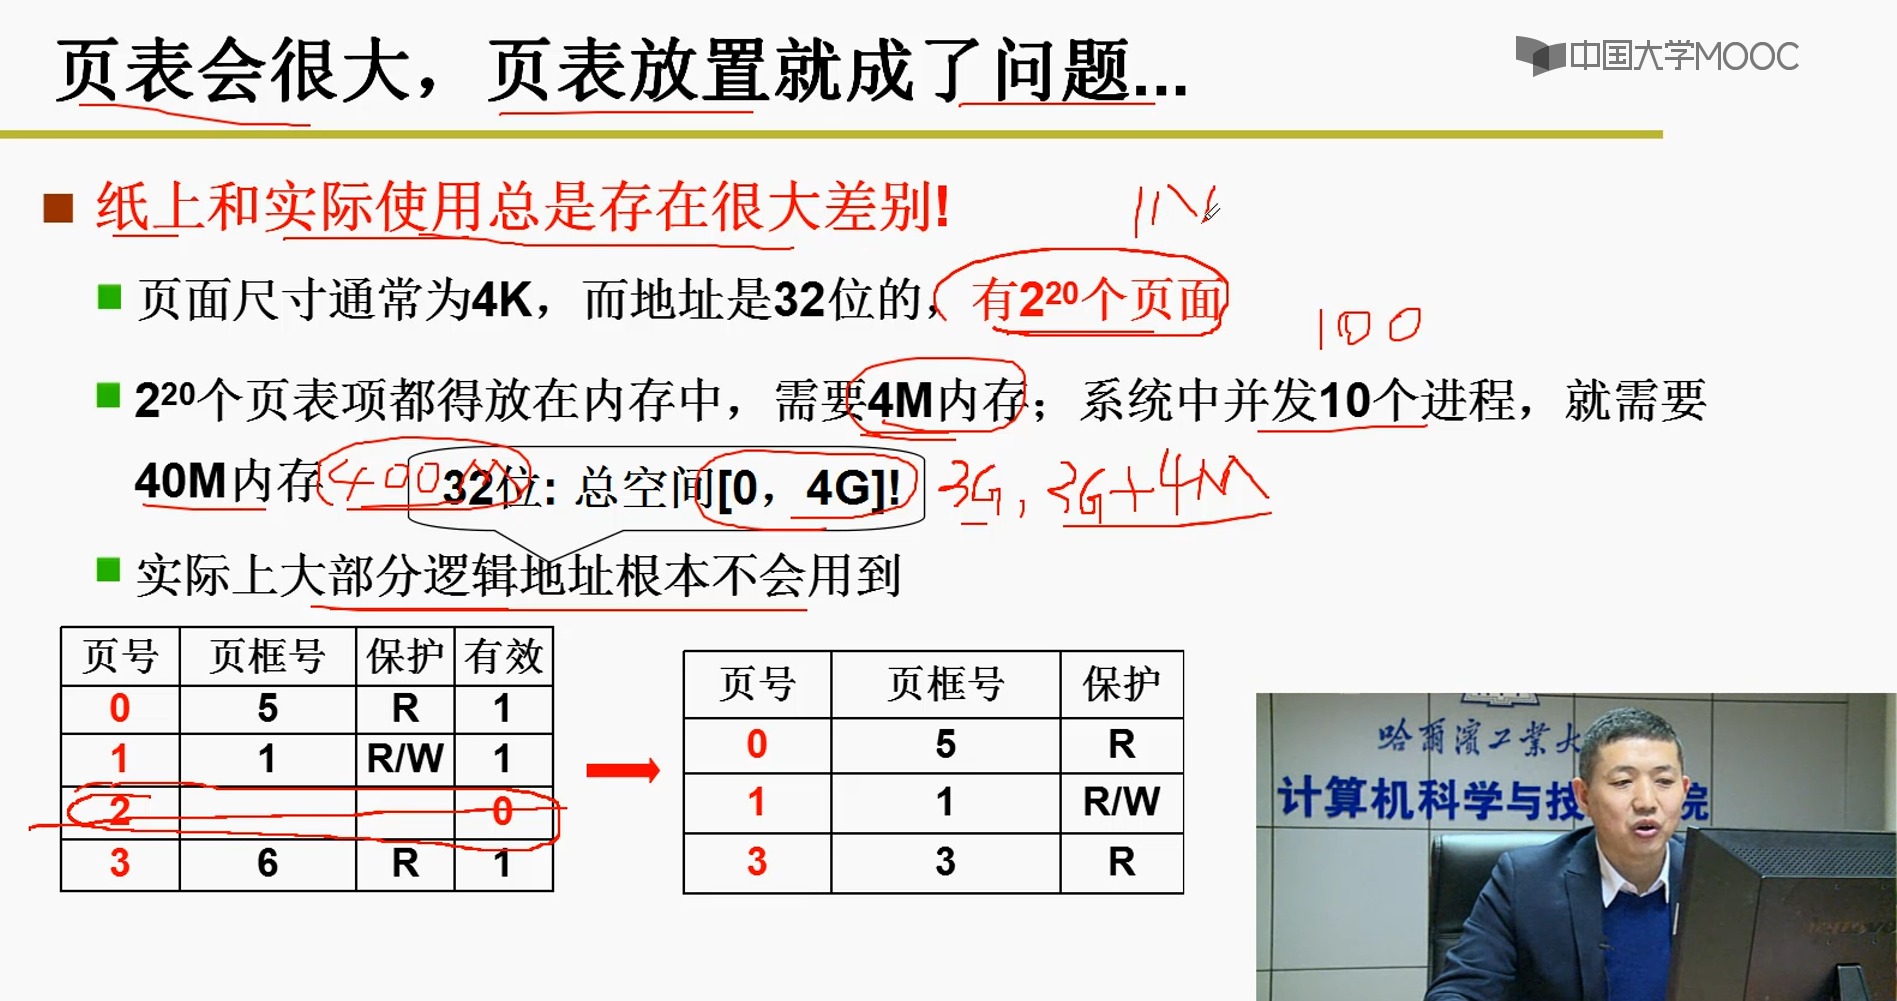 页表会很大，页表放置就成了问题...
中国大学MOOC
纸上和实际使用总是存在很大差别!
页面尺寸通常为4K，而地址是32位的，有2²⁰个页面
100
2²⁰个页表项都得放在内存中，需要4M内存；系统中并发10个进程，就需要
40M内存
400M
32位: 总空间[0，4G]!
3G, 3G+4M
实际上大部分逻辑地址根本不会用到
页号 页框号 保护 有效
0 5 R 1
1 1 R/W 1
2 0
3 6 R 1
页号 页框号 保护
0 5 R
1 1 R/W
3 3 R
哈尔滨工业大
计算机科学与技 院
lenovo